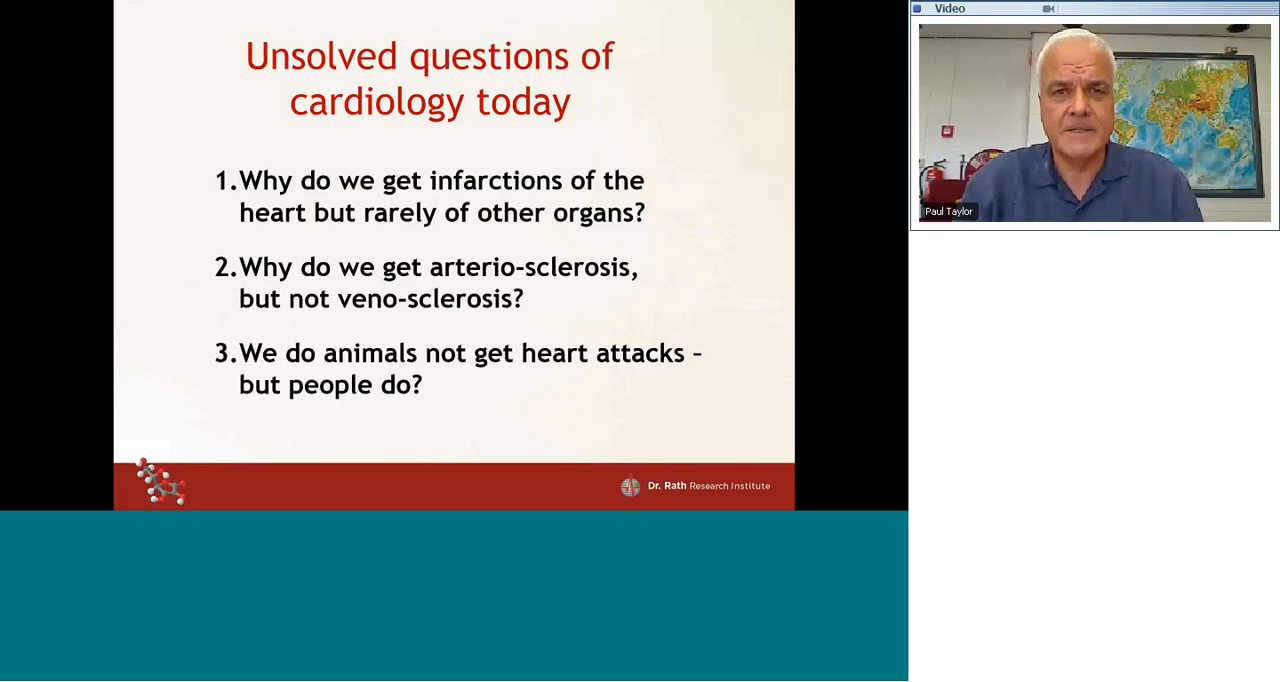 Unsolved questions of
cardiology today
1.Why do we get infarctions of the
heart but rarely of other organs?
2.Why do we get arterio-sclerosis,
but not veno-sclerosis?
3.We do animals not get heart attacks –
but people do?
Dr. Rath Research Institute
Video
Paul Taylor